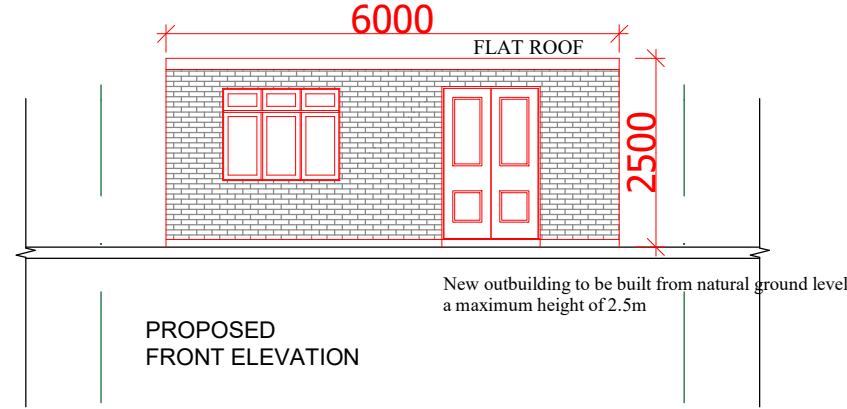 6000
FLAT ROOF
2500
New outbuilding to be built from natural ground level
a maximum height of 2.5m
PROPOSED
FRONT ELEVATION